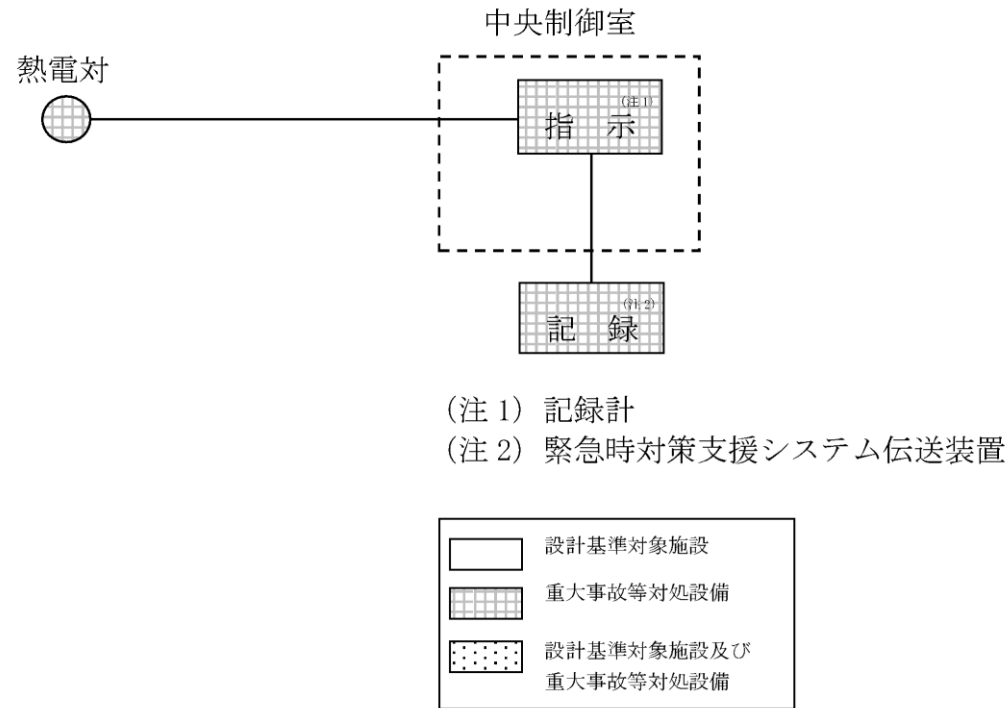 中央制御室
熱電対
(注1)
指 示
(注2)
記 録
(注 1) 記録計
(注 2) 緊急時対策支援システム伝送装置
設計基準対象施設
重大事故等対処設備
設計基準対象施設及び
重大事故等対処設備